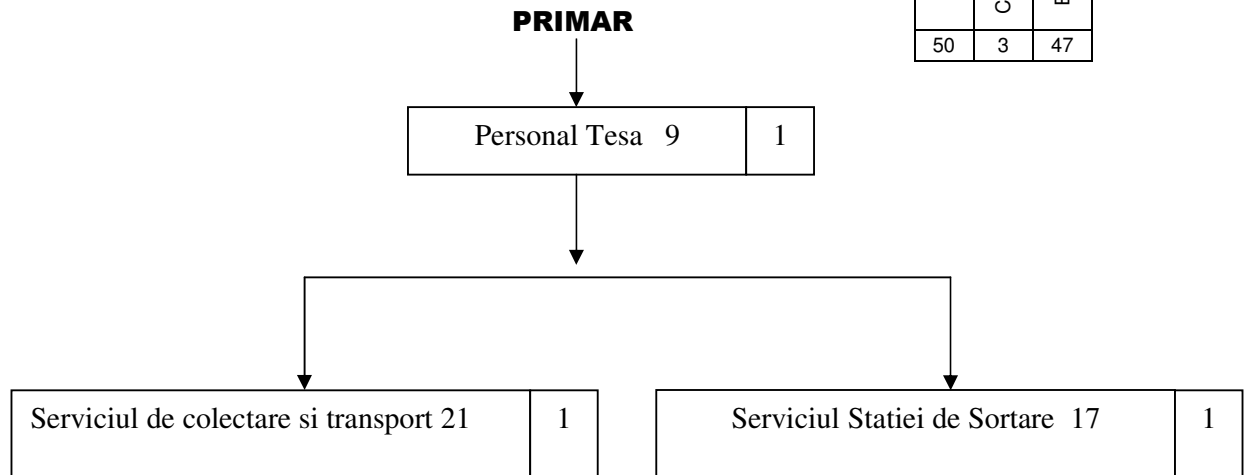 PRIMAR
50 3 47
Personal Tesa 9 1
Serviciul de colectare si transport 21 1
Serviciul Statiei de Sortare 17 1